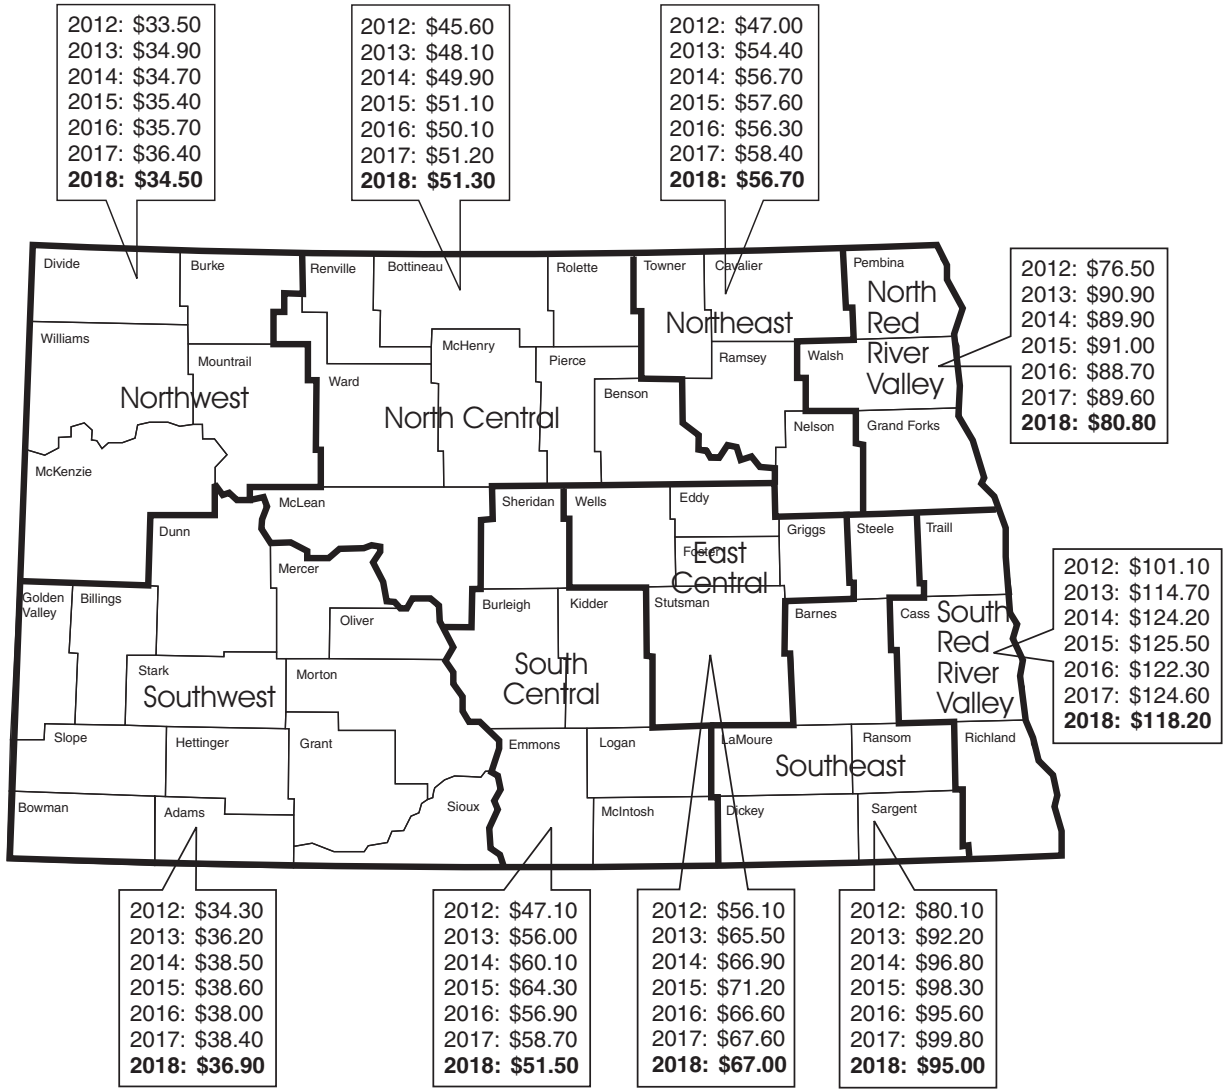 2012: $33.50
2013: $34.90
2014: $34.70
2015: $35.40
2016: $35.70
2017: $36.40
2018: $34.50
2012: $45.60
2013: $48.10
2014: $49.90
2015: $51.10
2016: $50.10
2017: $51.20
2018: $51.30
2012: $47.00
2013: $54.40
2014: $56.70
2015: $57.60
2016: $56.30
2017: $58.40
2018: $56.70
Divide
Burke
Renville
Bottineau
Rolette
Towner
Cavalier
Pembina
North
Red
River
Valley
2012: $76.50
2013: $90.90
2014: $89.90
2015: $91.00
2016: $88.70
2017: $89.60
2018: $80.80
Northeast
Williams
Mountrail
McHenry
Pierce
Ramsey
Walsh
Northwest
Ward
North Central
Benson
Nelson
Grand Forks
McKenzie
McLean
Sheridan
Wells
Eddy
Dunn
Griggs
Steele
Traill
Foster
East
Central
Mercer
2012: $101.10
2013: $114.70
2014: $124.20
2015: $125.50
2016: $122.30
2017: $124.60
2018: $118.20
Golden
Valley
Billings
Oliver
Burleigh
Kidder
Stutsman
Barnes
Cass
South
Red
River
Valley
Stark
Southwest
Morton
South
Central
Slope
Hettinger
Grant
Emmons
Logan
LaMoure
Ransom
Richland
Southeast
Bowman
Adams
Sioux
McIntosh
Dickey
Sargent
2012: $34.30
2013: $36.20
2014: $38.50
2015: $38.60
2016: $38.00
2017: $38.40
2018: $36.90
2012: $47.10
2013: $56.00
2014: $60.10
2015: $64.30
2016: $56.90
2017: $58.70
2018: $51.50
2012: $56.10
2013: $65.50
2014: $66.90
2015: $71.20
2016: $66.60
2017: $67.60
2018: $67.00
2012: $80.10
2013: $92.20
2014: $96.80
2015: $98.30
2016: $95.60
2017: $99.80
2018: $95.00